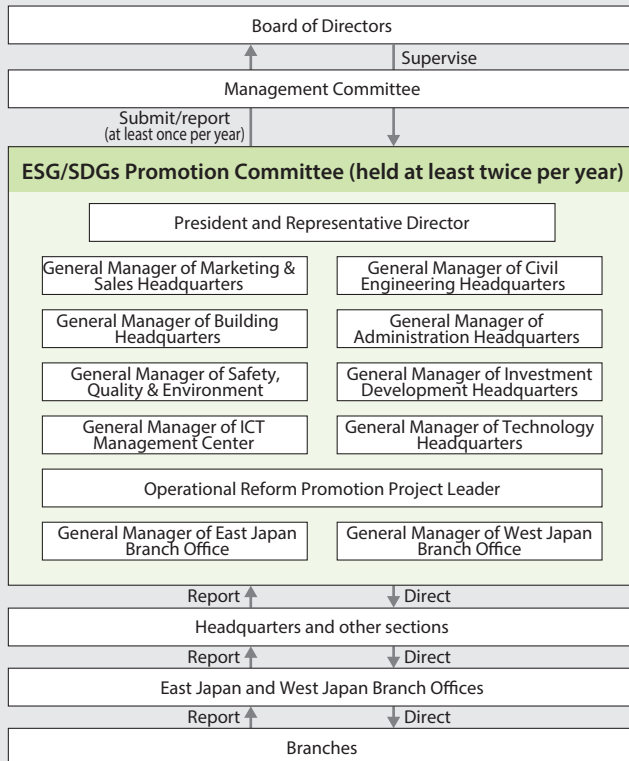 Board of Directors
Supervise
Management Committee
Submit/report
(at least once per year)
ESG/SDGs Promotion Committee (held at least twice per year)
President and Representative Director
General Manager of Marketing &
Sales Headquarters
General Manager of Civil
Engineering Headquarters
General Manager of Building
Headquarters
General Manager of
Administration Headquarters
General Manager of Safety,
Quality & Environment
General Manager of Investment
Development Headquarters
General Manager of ICT
Management Center
General Manager of Technology
Headquarters
Operational Reform Promotion Project Leader
General Manager of East Japan
Branch Office
General Manager of West Japan
Branch Office
Report
Direct
Headquarters and other sections
Report
Direct
East Japan and West Japan Branch Offices
Report
Direct
Branches